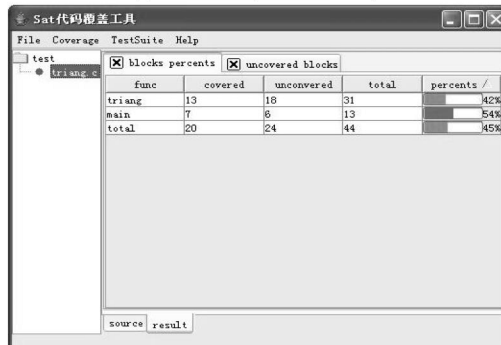 Sat代码覆盖工具
File Coverage TestSuite Help
test
triang.c
blocks percents uncovered blocks
func covered unconvered total percents /
triang 13 18 31 42%
main 7 6 13 54%
total 20 24 44 45%
source result